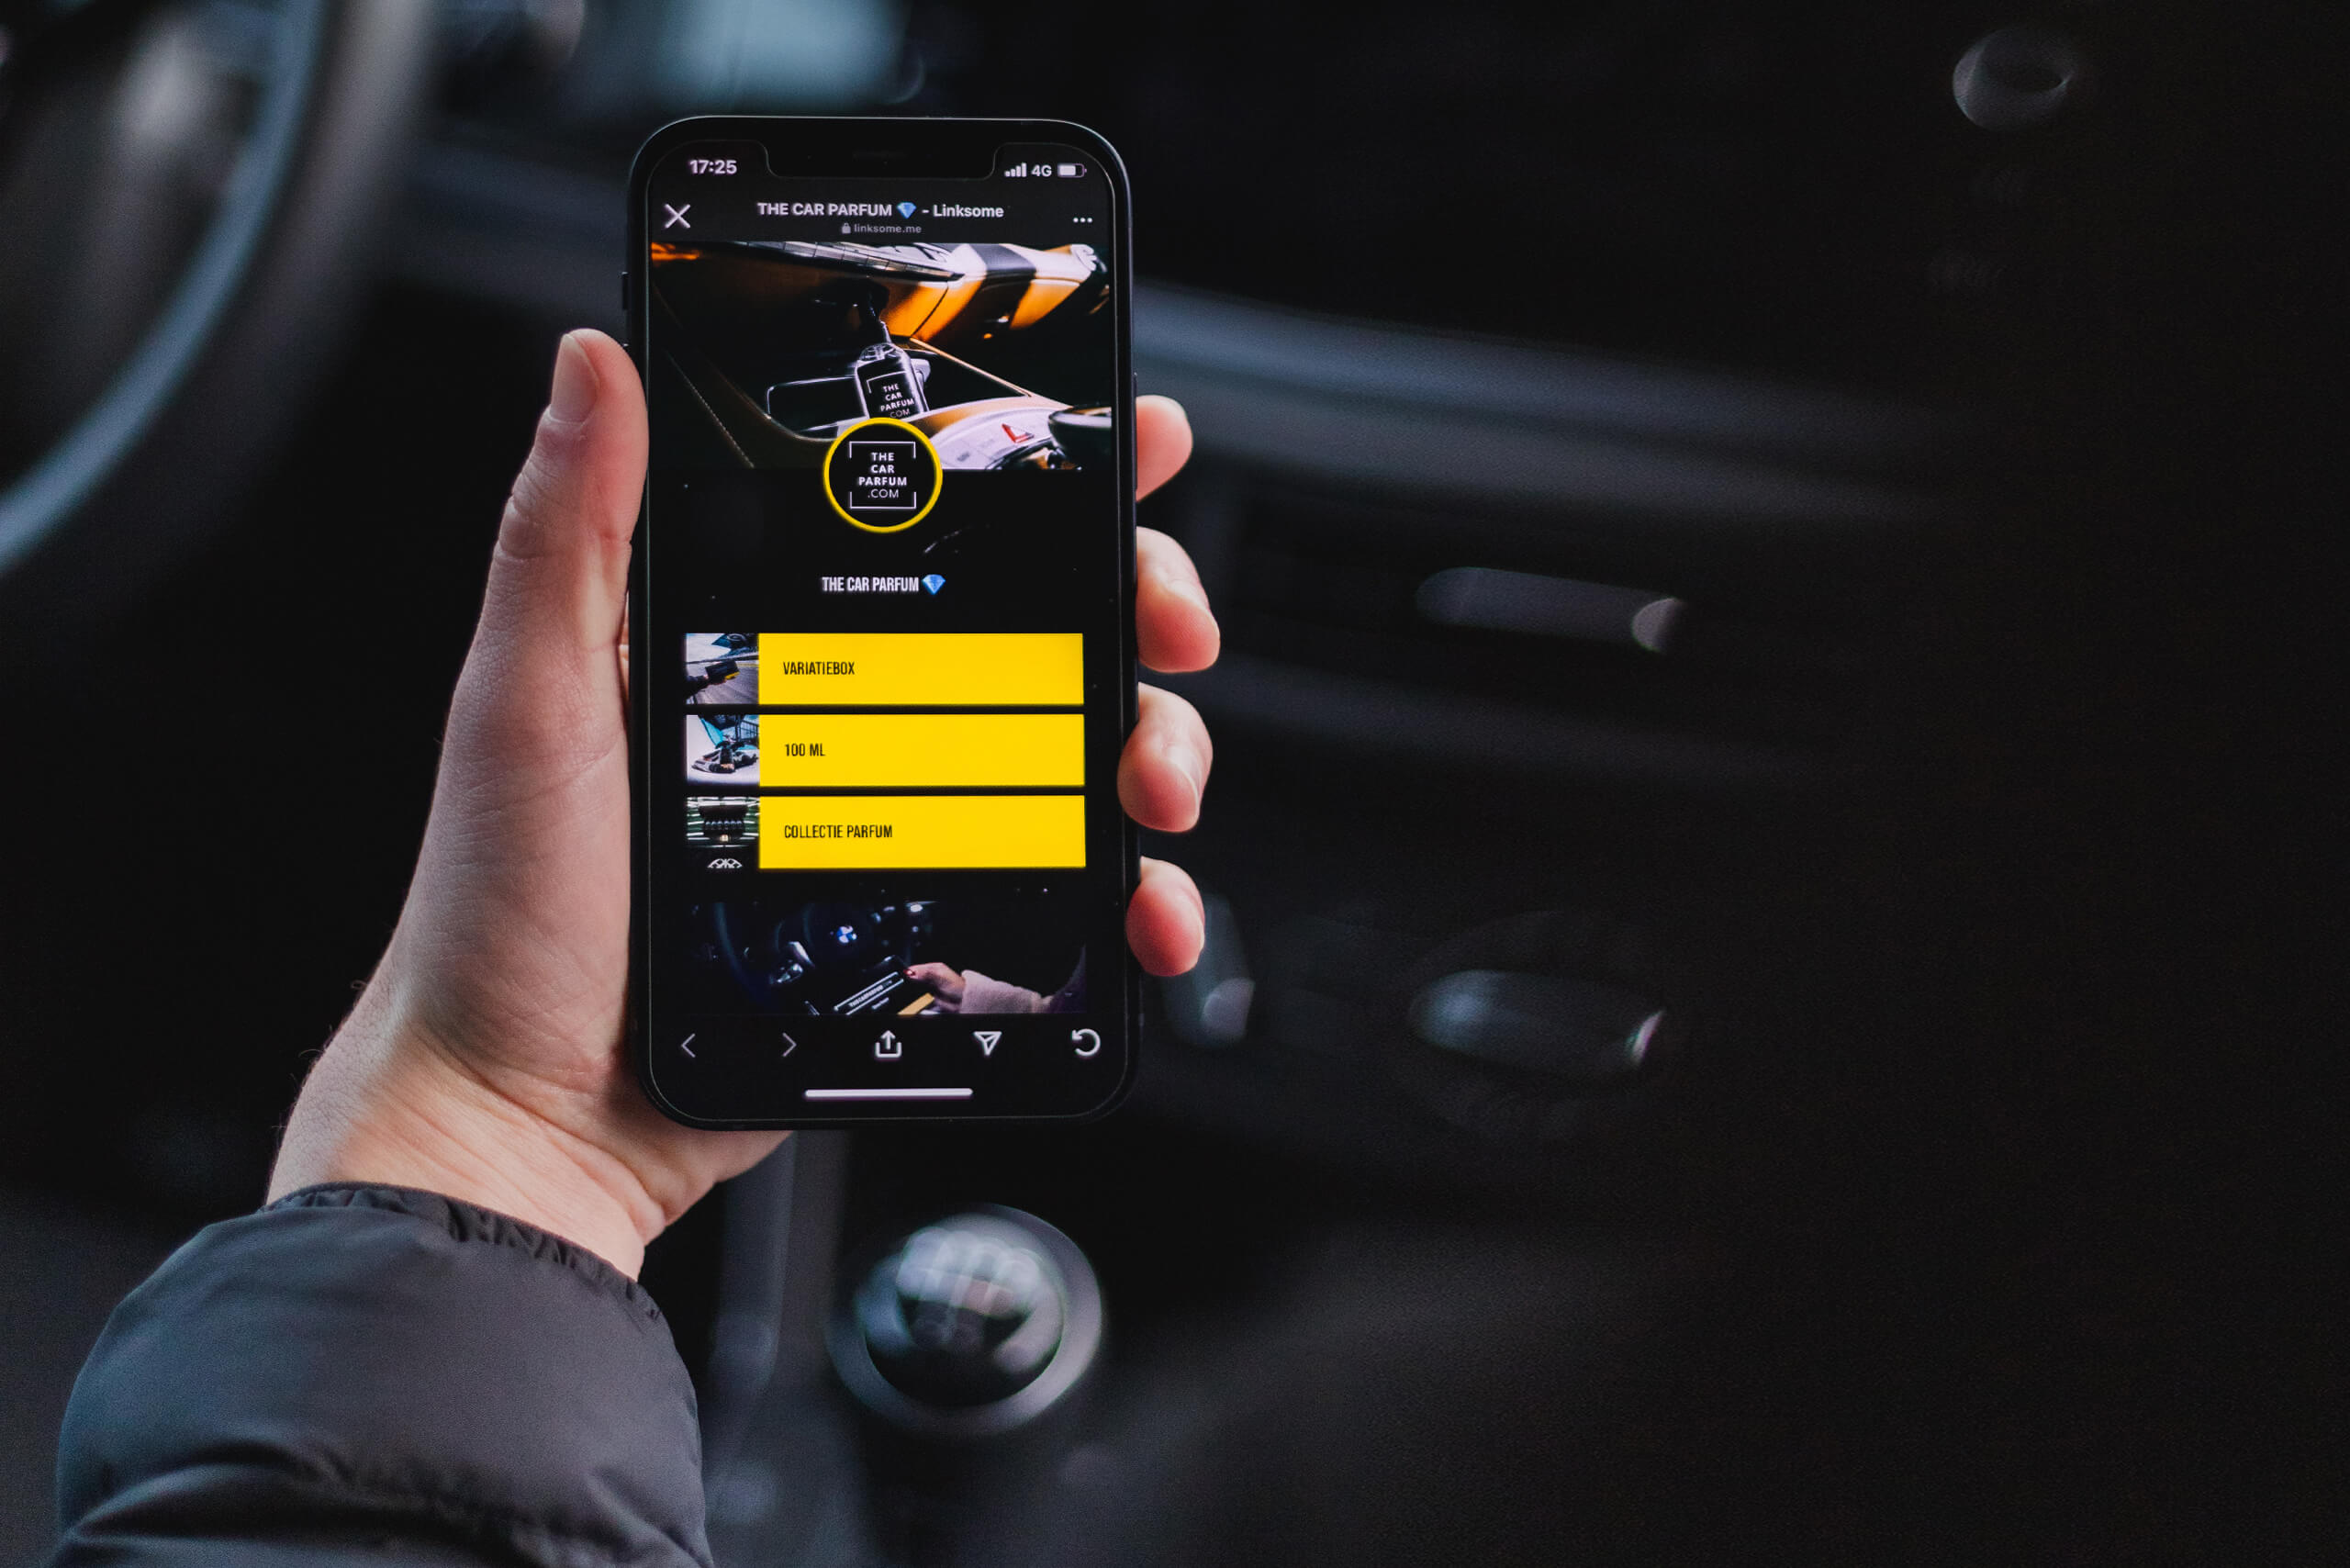 17:25
4G
THE CAR PARFUM 💎 - Linksome
linksome.me
THE
CAR
PARFUM
.COM
THE
CAR
PARFUM
.COM
THE CAR PARFUM 💎
VARIATIEBOX
100 ML
COLLECTIE PARFUM